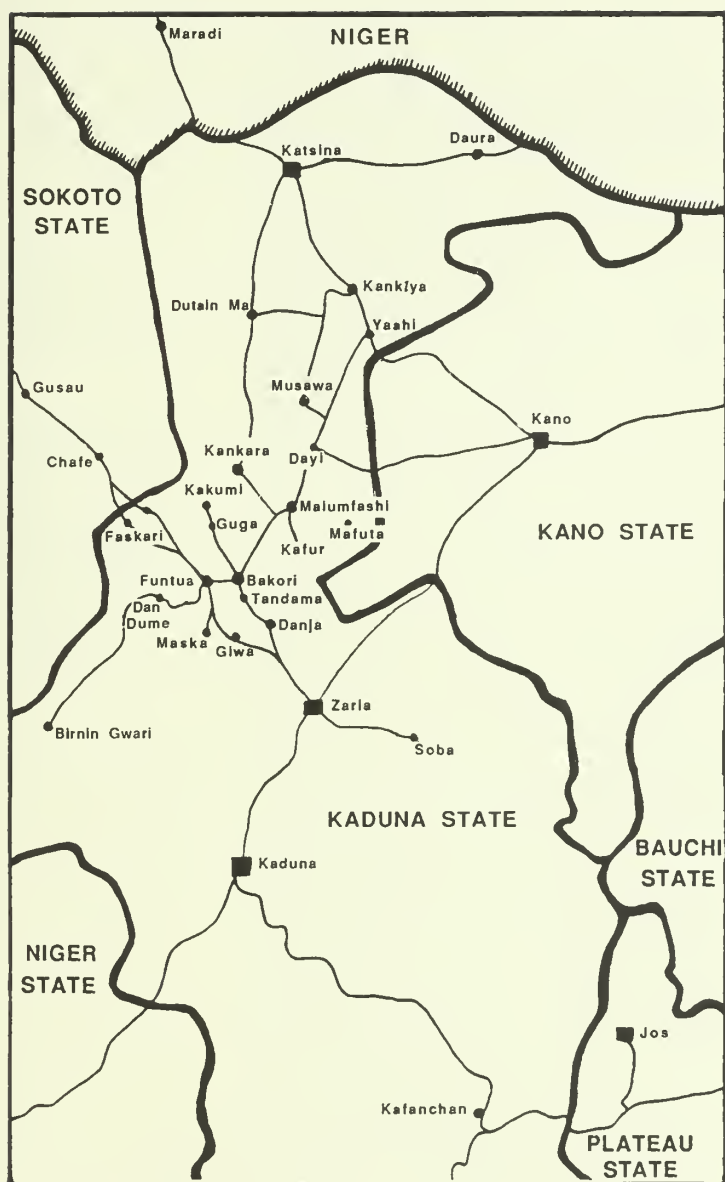 Maradi
NIGER
Katsina
Daura
SOKOTO
STATE
Kankiya
Dutain Ma
Yashi
Gusau
Musawa
Kano
Chafe
Kankara
Dayi
Kakumi
Malumfashi
Guga
Mafuta
KANO STATE
Faskari
Kafur
Funtua
Bakori
Tandama
Dan
Dume
Danja
Maska
Giwa
Zaria
Birnin Gwari
Soba
KADUNA STATE
BAUCHI
STATE
Kaduna
NIGER
STATE
Jos
Kafanchan
PLATEAU
STATE